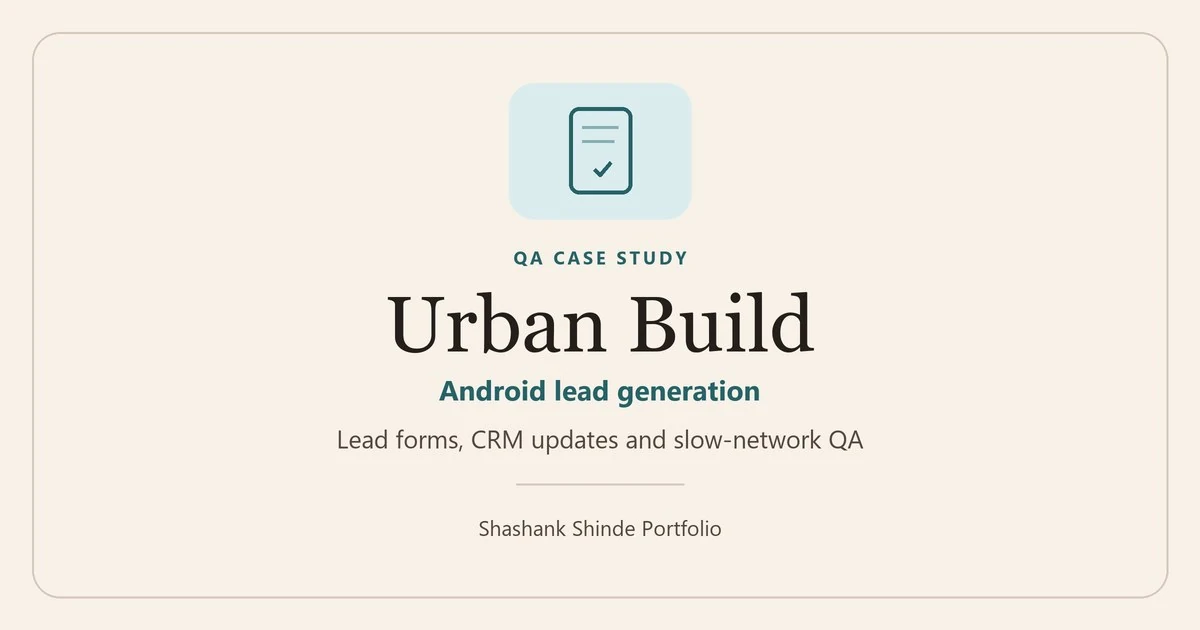 QA CASE STUDY
Urban Build
Android lead generation
Lead forms, CRM updates and slow-network QA
Shashank Shinde Portfolio